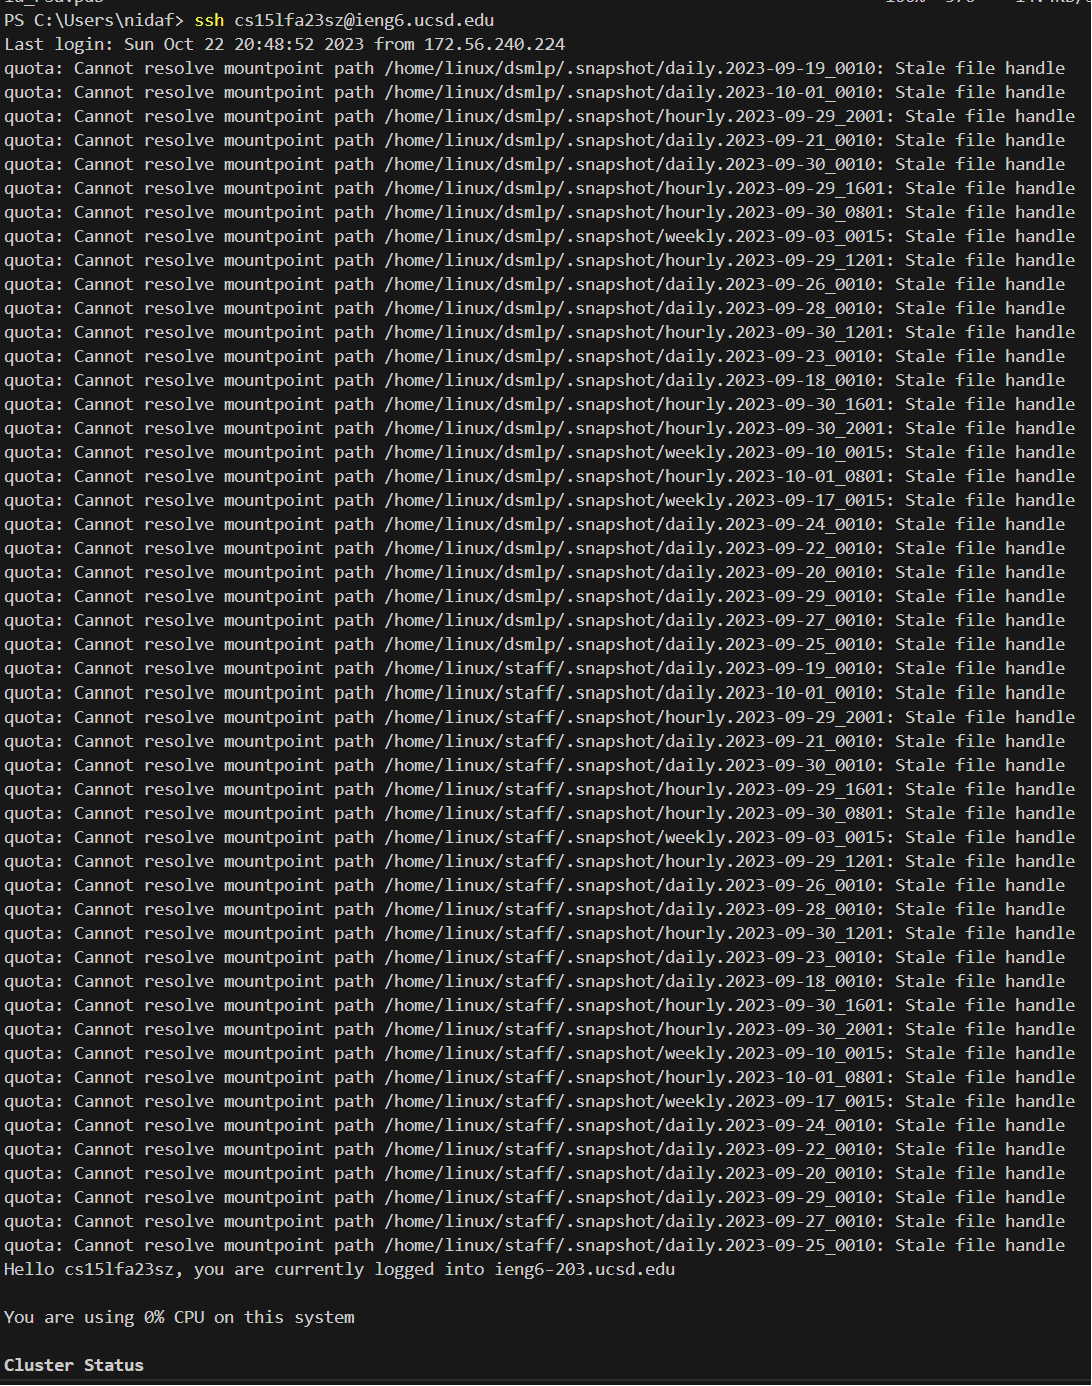 PS C:\Users\nidaf> ssh cs15lfa23sz@ieng6.ucsd.edu
Last login: Sun Oct 22 20:48:52 2023 from 172.56.240.224
quota: Cannot resolve mountpoint path /home/linux/dsmlp/.snapshot/daily.2023-09-19_0010: Stale file handle
quota: Cannot resolve mountpoint path /home/linux/dsmlp/.snapshot/daily.2023-10-01_0010: Stale file handle
quota: Cannot resolve mountpoint path /home/linux/dsmlp/.snapshot/hourly.2023-09-29_2001: Stale file handle
quota: Cannot resolve mountpoint path /home/linux/dsmlp/.snapshot/daily.2023-09-21_0010: Stale file handle
quota: Cannot resolve mountpoint path /home/linux/dsmlp/.snapshot/daily.2023-09-30_0010: Stale file handle
quota: Cannot resolve mountpoint path /home/linux/dsmlp/.snapshot/hourly.2023-09-29_1601: Stale file handle
quota: Cannot resolve mountpoint path /home/linux/dsmlp/.snapshot/hourly.2023-09-30_0801: Stale file handle
quota: Cannot resolve mountpoint path /home/linux/dsmlp/.snapshot/weekly.2023-09-03_0015: Stale file handle
quota: Cannot resolve mountpoint path /home/linux/dsmlp/.snapshot/hourly.2023-09-29_1201: Stale file handle
quota: Cannot resolve mountpoint path /home/linux/dsmlp/.snapshot/daily.2023-09-26_0010: Stale file handle
quota: Cannot resolve mountpoint path /home/linux/dsmlp/.snapshot/daily.2023-09-28_0010: Stale file handle
quota: Cannot resolve mountpoint path /home/linux/dsmlp/.snapshot/hourly.2023-09-30_1201: Stale file handle
quota: Cannot resolve mountpoint path /home/linux/dsmlp/.snapshot/daily.2023-09-23_0010: Stale file handle
quota: Cannot resolve mountpoint path /home/linux/dsmlp/.snapshot/daily.2023-09-18_0010: Stale file handle
quota: Cannot resolve mountpoint path /home/linux/dsmlp/.snapshot/hourly.2023-09-30_1601: Stale file handle
quota: Cannot resolve mountpoint path /home/linux/dsmlp/.snapshot/hourly.2023-09-30_2001: Stale file handle
quota: Cannot resolve mountpoint path /home/linux/dsmlp/.snapshot/weekly.2023-09-10_0015: Stale file handle
quota: Cannot resolve mountpoint path /home/linux/dsmlp/.snapshot/hourly.2023-10-01_0801: Stale file handle
quota: Cannot resolve mountpoint path /home/linux/dsmlp/.snapshot/weekly.2023-09-17_0015: Stale file handle
quota: Cannot resolve mountpoint path /home/linux/dsmlp/.snapshot/daily.2023-09-24_0010: Stale file handle
quota: Cannot resolve mountpoint path /home/linux/dsmlp/.snapshot/daily.2023-09-22_0010: Stale file handle
quota: Cannot resolve mountpoint path /home/linux/dsmlp/.snapshot/daily.2023-09-20_0010: Stale file handle
quota: Cannot resolve mountpoint path /home/linux/dsmlp/.snapshot/daily.2023-09-29_0010: Stale file handle
quota: Cannot resolve mountpoint path /home/linux/dsmlp/.snapshot/daily.2023-09-27_0010: Stale file handle
quota: Cannot resolve mountpoint path /home/linux/dsmlp/.snapshot/daily.2023-09-25_0010: Stale file handle
quota: Cannot resolve mountpoint path /home/linux/staff/.snapshot/daily.2023-09-19_0010: Stale file handle
quota: Cannot resolve mountpoint path /home/linux/staff/.snapshot/daily.2023-10-01_0010: Stale file handle
quota: Cannot resolve mountpoint path /home/linux/staff/.snapshot/hourly.2023-09-29_2001: Stale file handle
quota: Cannot resolve mountpoint path /home/linux/staff/.snapshot/daily.2023-09-21_0010: Stale file handle
quota: Cannot resolve mountpoint path /home/linux/staff/.snapshot/daily.2023-09-30_0010: Stale file handle
quota: Cannot resolve mountpoint path /home/linux/staff/.snapshot/hourly.2023-09-29_1601: Stale file handle
quota: Cannot resolve mountpoint path /home/linux/staff/.snapshot/hourly.2023-09-30_0801: Stale file handle
quota: Cannot resolve mountpoint path /home/linux/staff/.snapshot/weekly.2023-09-03_0015: Stale file handle
quota: Cannot resolve mountpoint path /home/linux/staff/.snapshot/hourly.2023-09-29_1201: Stale file handle
quota: Cannot resolve mountpoint path /home/linux/staff/.snapshot/daily.2023-09-26_0010: Stale file handle
quota: Cannot resolve mountpoint path /home/linux/staff/.snapshot/daily.2023-09-28_0010: Stale file handle
quota: Cannot resolve mountpoint path /home/linux/staff/.snapshot/hourly.2023-09-30_1201: Stale file handle
quota: Cannot resolve mountpoint path /home/linux/staff/.snapshot/daily.2023-09-23_0010: Stale file handle
quota: Cannot resolve mountpoint path /home/linux/staff/.snapshot/daily.2023-09-18_0010: Stale file handle
quota: Cannot resolve mountpoint path /home/linux/staff/.snapshot/hourly.2023-09-30_1601: Stale file handle
quota: Cannot resolve mountpoint path /home/linux/staff/.snapshot/hourly.2023-09-30_2001: Stale file handle
quota: Cannot resolve mountpoint path /home/linux/staff/.snapshot/weekly.2023-09-10_0015: Stale file handle
quota: Cannot resolve mountpoint path /home/linux/staff/.snapshot/hourly.2023-10-01_0801: Stale file handle
quota: Cannot resolve mountpoint path /home/linux/staff/.snapshot/weekly.2023-09-17_0015: Stale file handle
quota: Cannot resolve mountpoint path /home/linux/staff/.snapshot/daily.2023-09-24_0010: Stale file handle
quota: Cannot resolve mountpoint path /home/linux/staff/.snapshot/daily.2023-09-22_0010: Stale file handle
quota: Cannot resolve mountpoint path /home/linux/staff/.snapshot/daily.2023-09-20_0010: Stale file handle
quota: Cannot resolve mountpoint path /home/linux/staff/.snapshot/daily.2023-09-29_0010: Stale file handle
quota: Cannot resolve mountpoint path /home/linux/staff/.snapshot/daily.2023-09-27_0010: Stale file handle
quota: Cannot resolve mountpoint path /home/linux/staff/.snapshot/daily.2023-09-25_0010: Stale file handle
Hello cs15lfa23sz, you are currently logged into ieng6-203.ucsd.edu
You are using 0% CPU on this system
Cluster Status